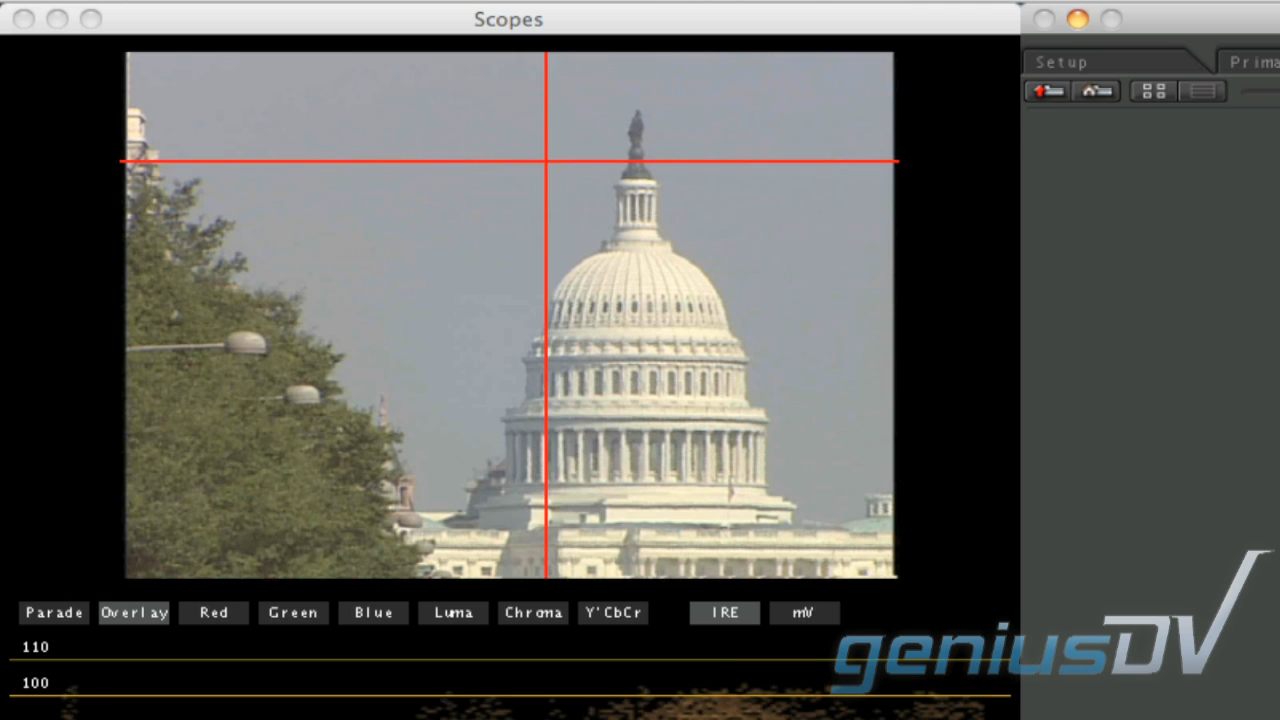 Scopes
Setup
Prima
Parade Overlay Red Green Blue Luma Chroma Y'CbCr IRE mV
110
100
geniusDV